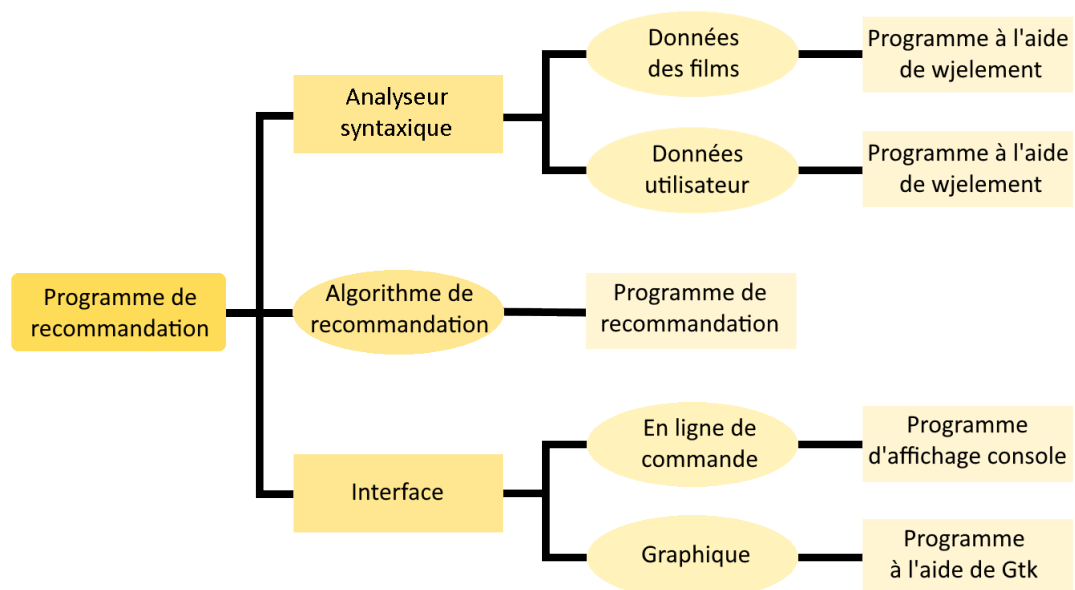 Données
des films
Programme à l'aide
de wjelement
Analyseur
syntaxique
Données
utilisateur
Programme à l'aide
de wjelement
Programme de
recommandation
Algorithme de
recommandation
Programme de
recommandation
En ligne de
commande
Programme
d'affichage console
Interface
Graphique
Programme
à l'aide de Gtk